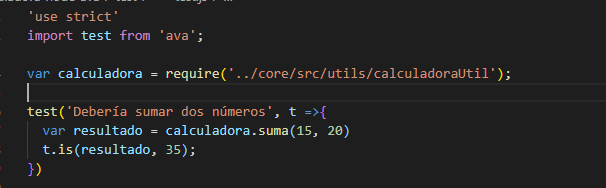 'use strict'
import test from 'ava';
var calculadora = require('../core/src/utils/calculadoraUtil');
test('Debería sumar dos números', t =>{
var resultado = calculadora.suma(15, 20)
t.is(resultado, 35);
})